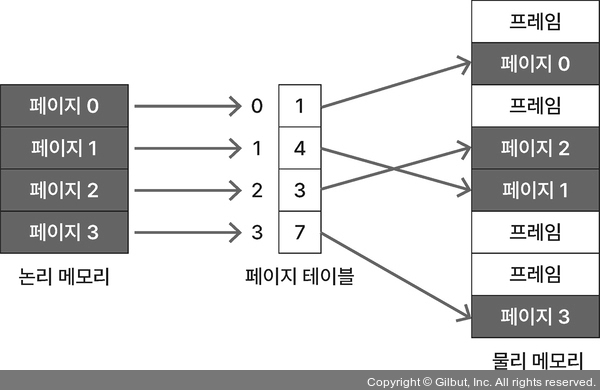 프레임
페이지 0
프레임
페이지 2
페이지 1
프레임
프레임
페이지 3
물리 메모리
페이지 0
페이지 1
페이지 2
페이지 3
논리 메모리
0 1
1 4
2 3
3 7
페이지 테이블
Copyright © Gilbut, Inc. All rights reserved.